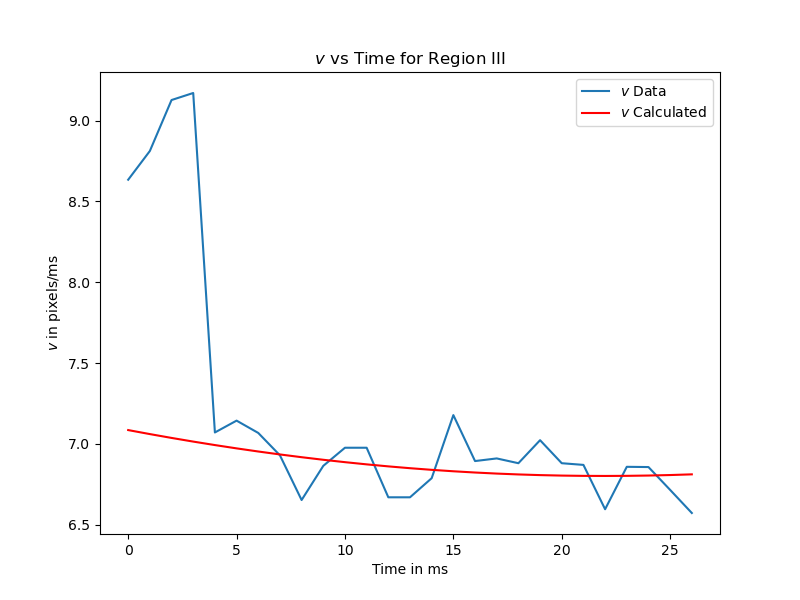 v vs Time for Region III
v Data
v Calculated
9.0
8.5
8.0
7.5
7.0
6.5
v in pixels/ms
0 5 10 15 20 25
Time in ms